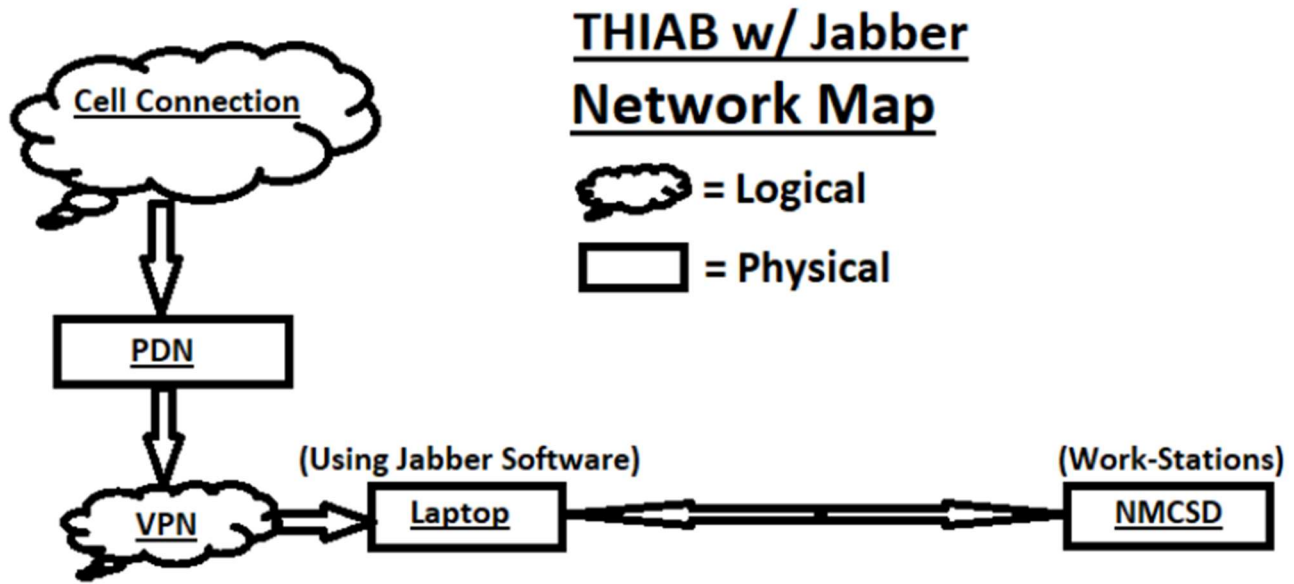 THIAB w/ Jabber
Network Map
Cell Connection
= Logical
= Physical
PDN
(Using Jabber Software)
(Work-Stations)
VPN
Laptop
NMCSD